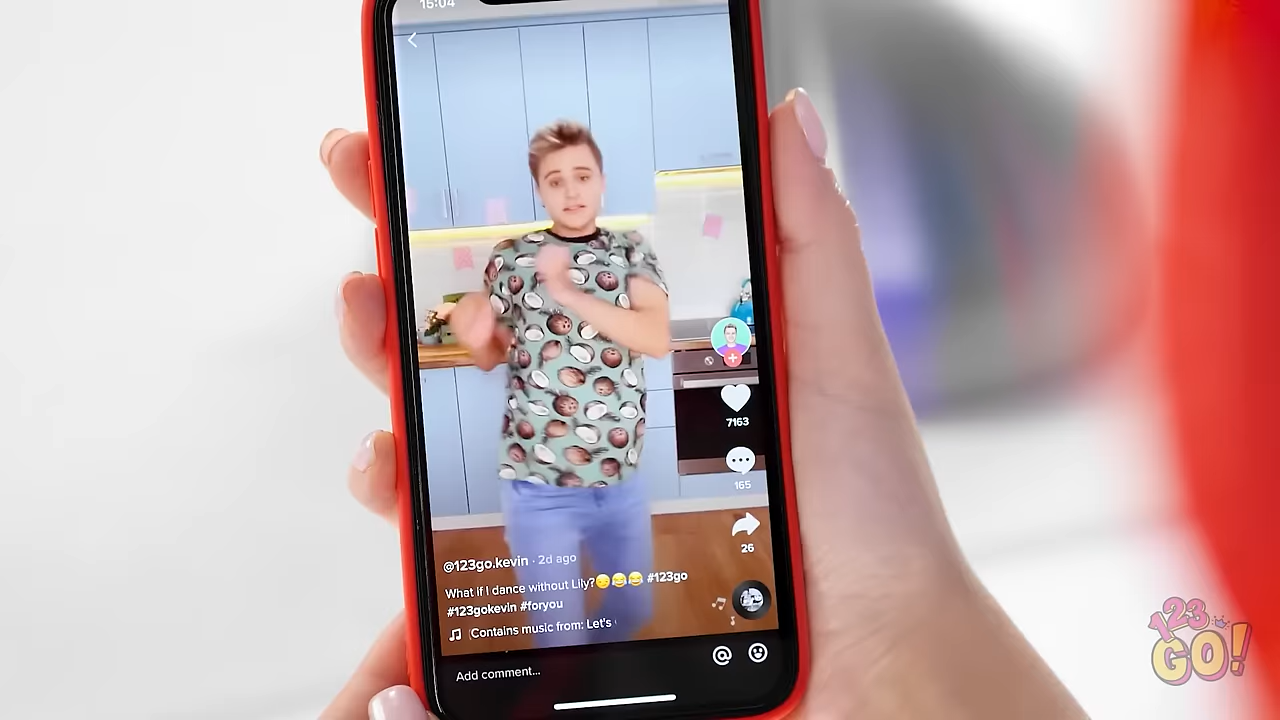 15:04
7163
165
26
@123go.kevin · 2d ago
What if I dance without Lily?😏😂😂 #123go
#123gokevin #foryou
Contains music from: Let's
Add comment...
123
GO!